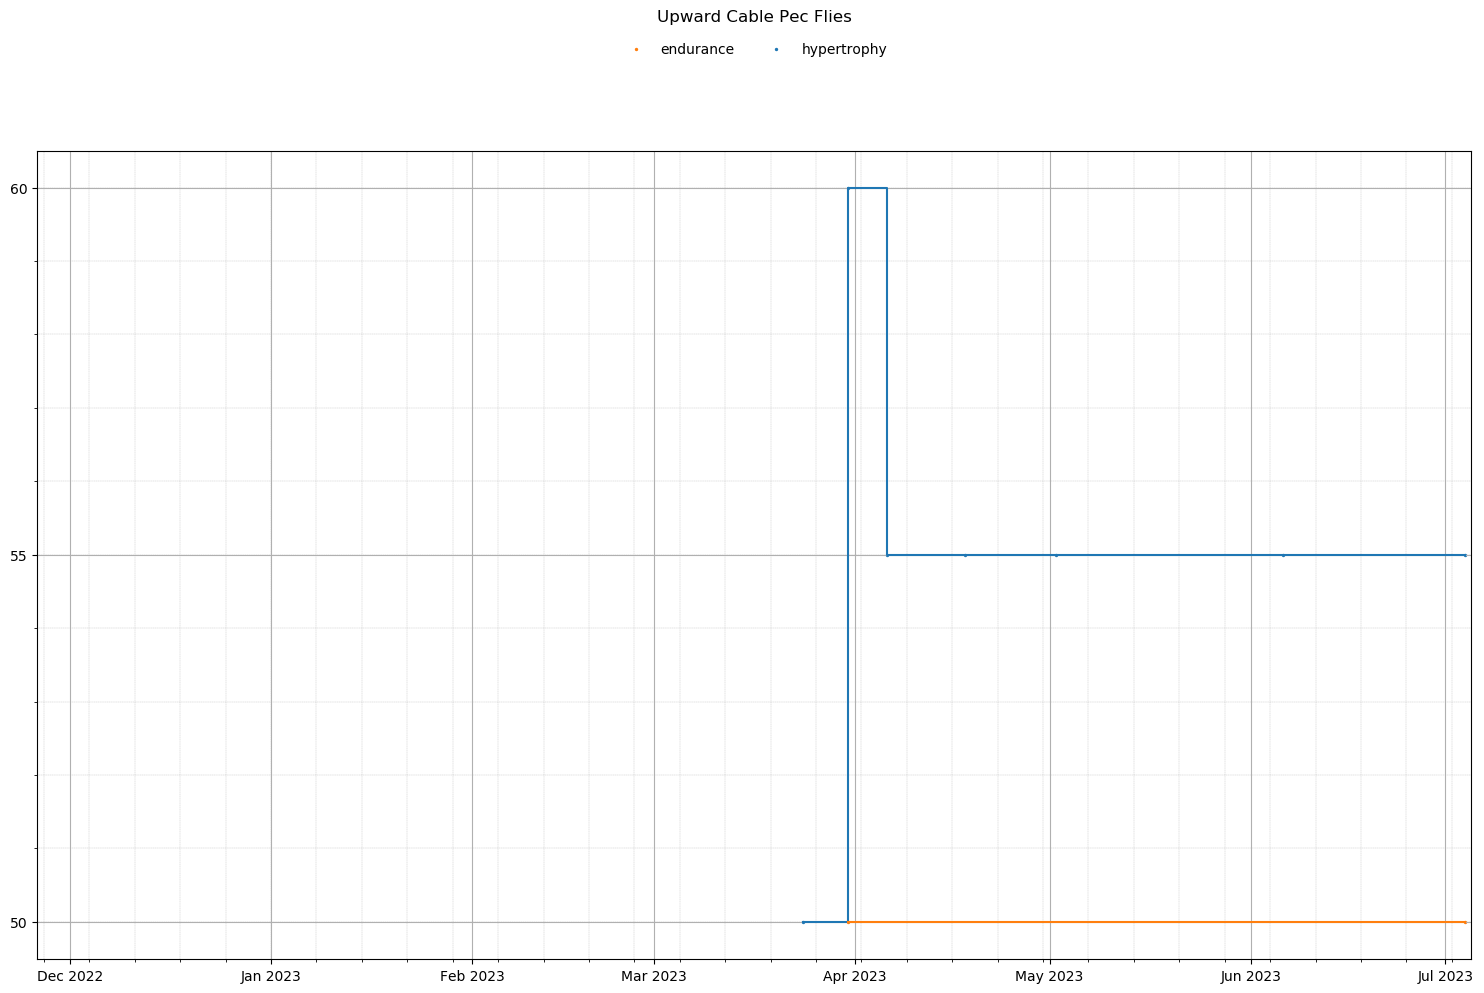 Upward Cable Pec Flies
endurance hypertrophy
60
55
50
Dec 2022 Jan 2023 Feb 2023 Mar 2023 Apr 2023 May 2023 Jun 2023 Jul 2023